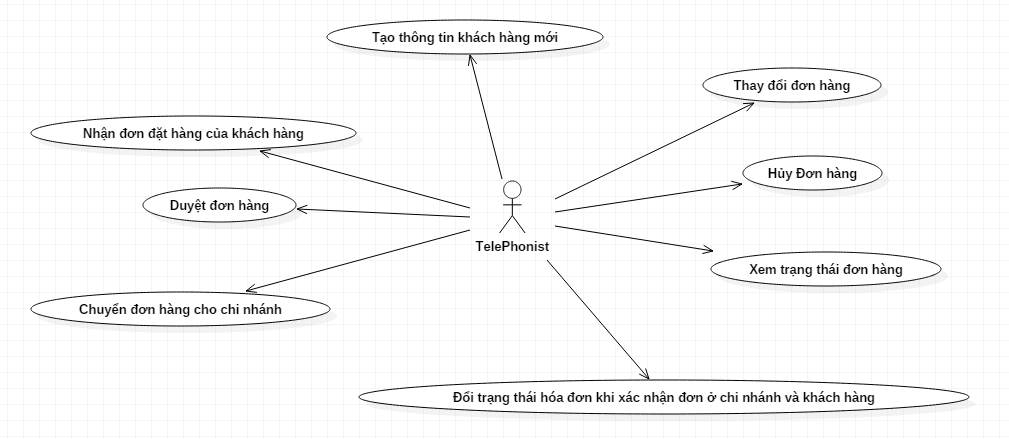 Tạo thông tin khách hàng mới
Thay đổi đơn hàng
Nhận đơn đặt hàng của khách hàng
Hủy Đơn hàng
Duyệt đơn hàng
TelePhonist
Xem trạng thái đơn hàng
Chuyển đơn hàng cho chi nhánh
Đổi trạng thái hóa đơn khi xác nhận đơn ở chi nhánh và khách hàng